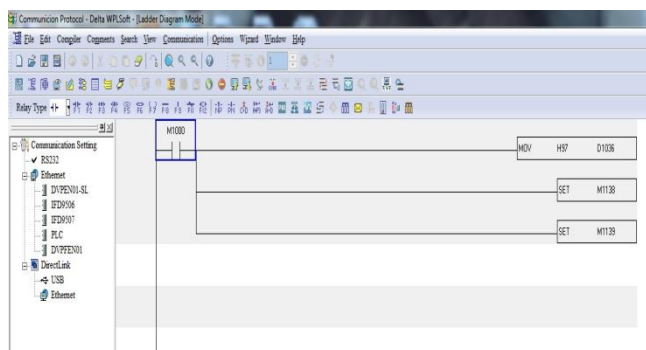 Communicion Protocol - Delta WPLSoft - [Ladder Diagram Mode]
File Edit Compiler Comments Search View Communication Options Wizard Window Help
1
Relay Type
M1000
MOV H97 D1036
SET M1138
SET M1139
Communication Setting
RS232
Ethernet
DVPEN01-SL
IFD9506
IFD9507
PLC
DVPFEN01
DirectLink
USB
Ethernet